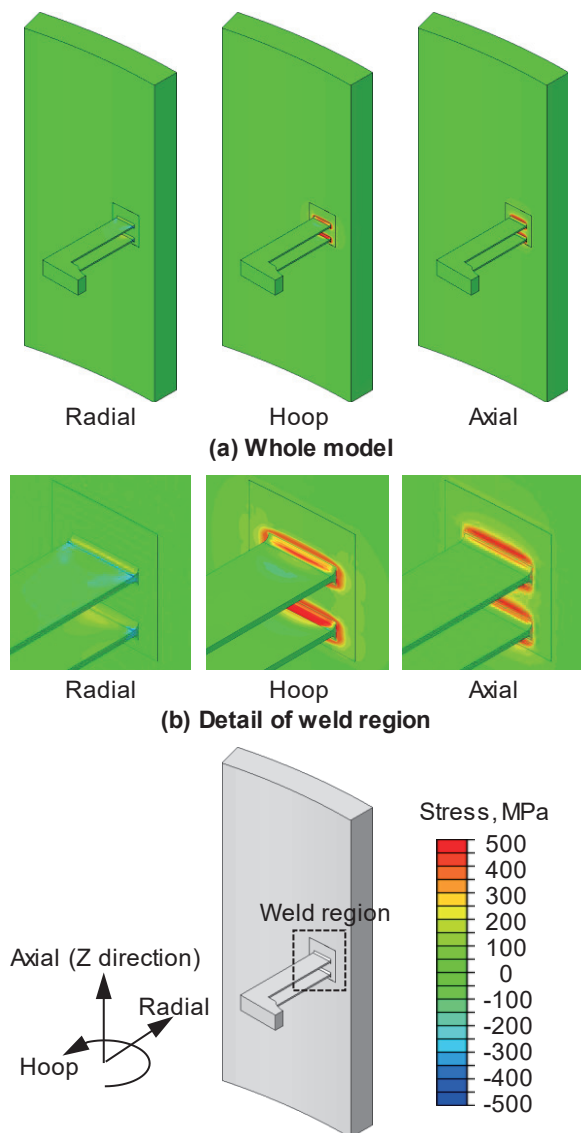 Radial Hoop Axial
(a) Whole model
Radial Hoop Axial
(b) Detail of weld region
Stress, MPa
500
400
300
200
100
0
-100
-200
-300
-400
-500
Weld region
Axial (Z direction)
Radial
Hoop